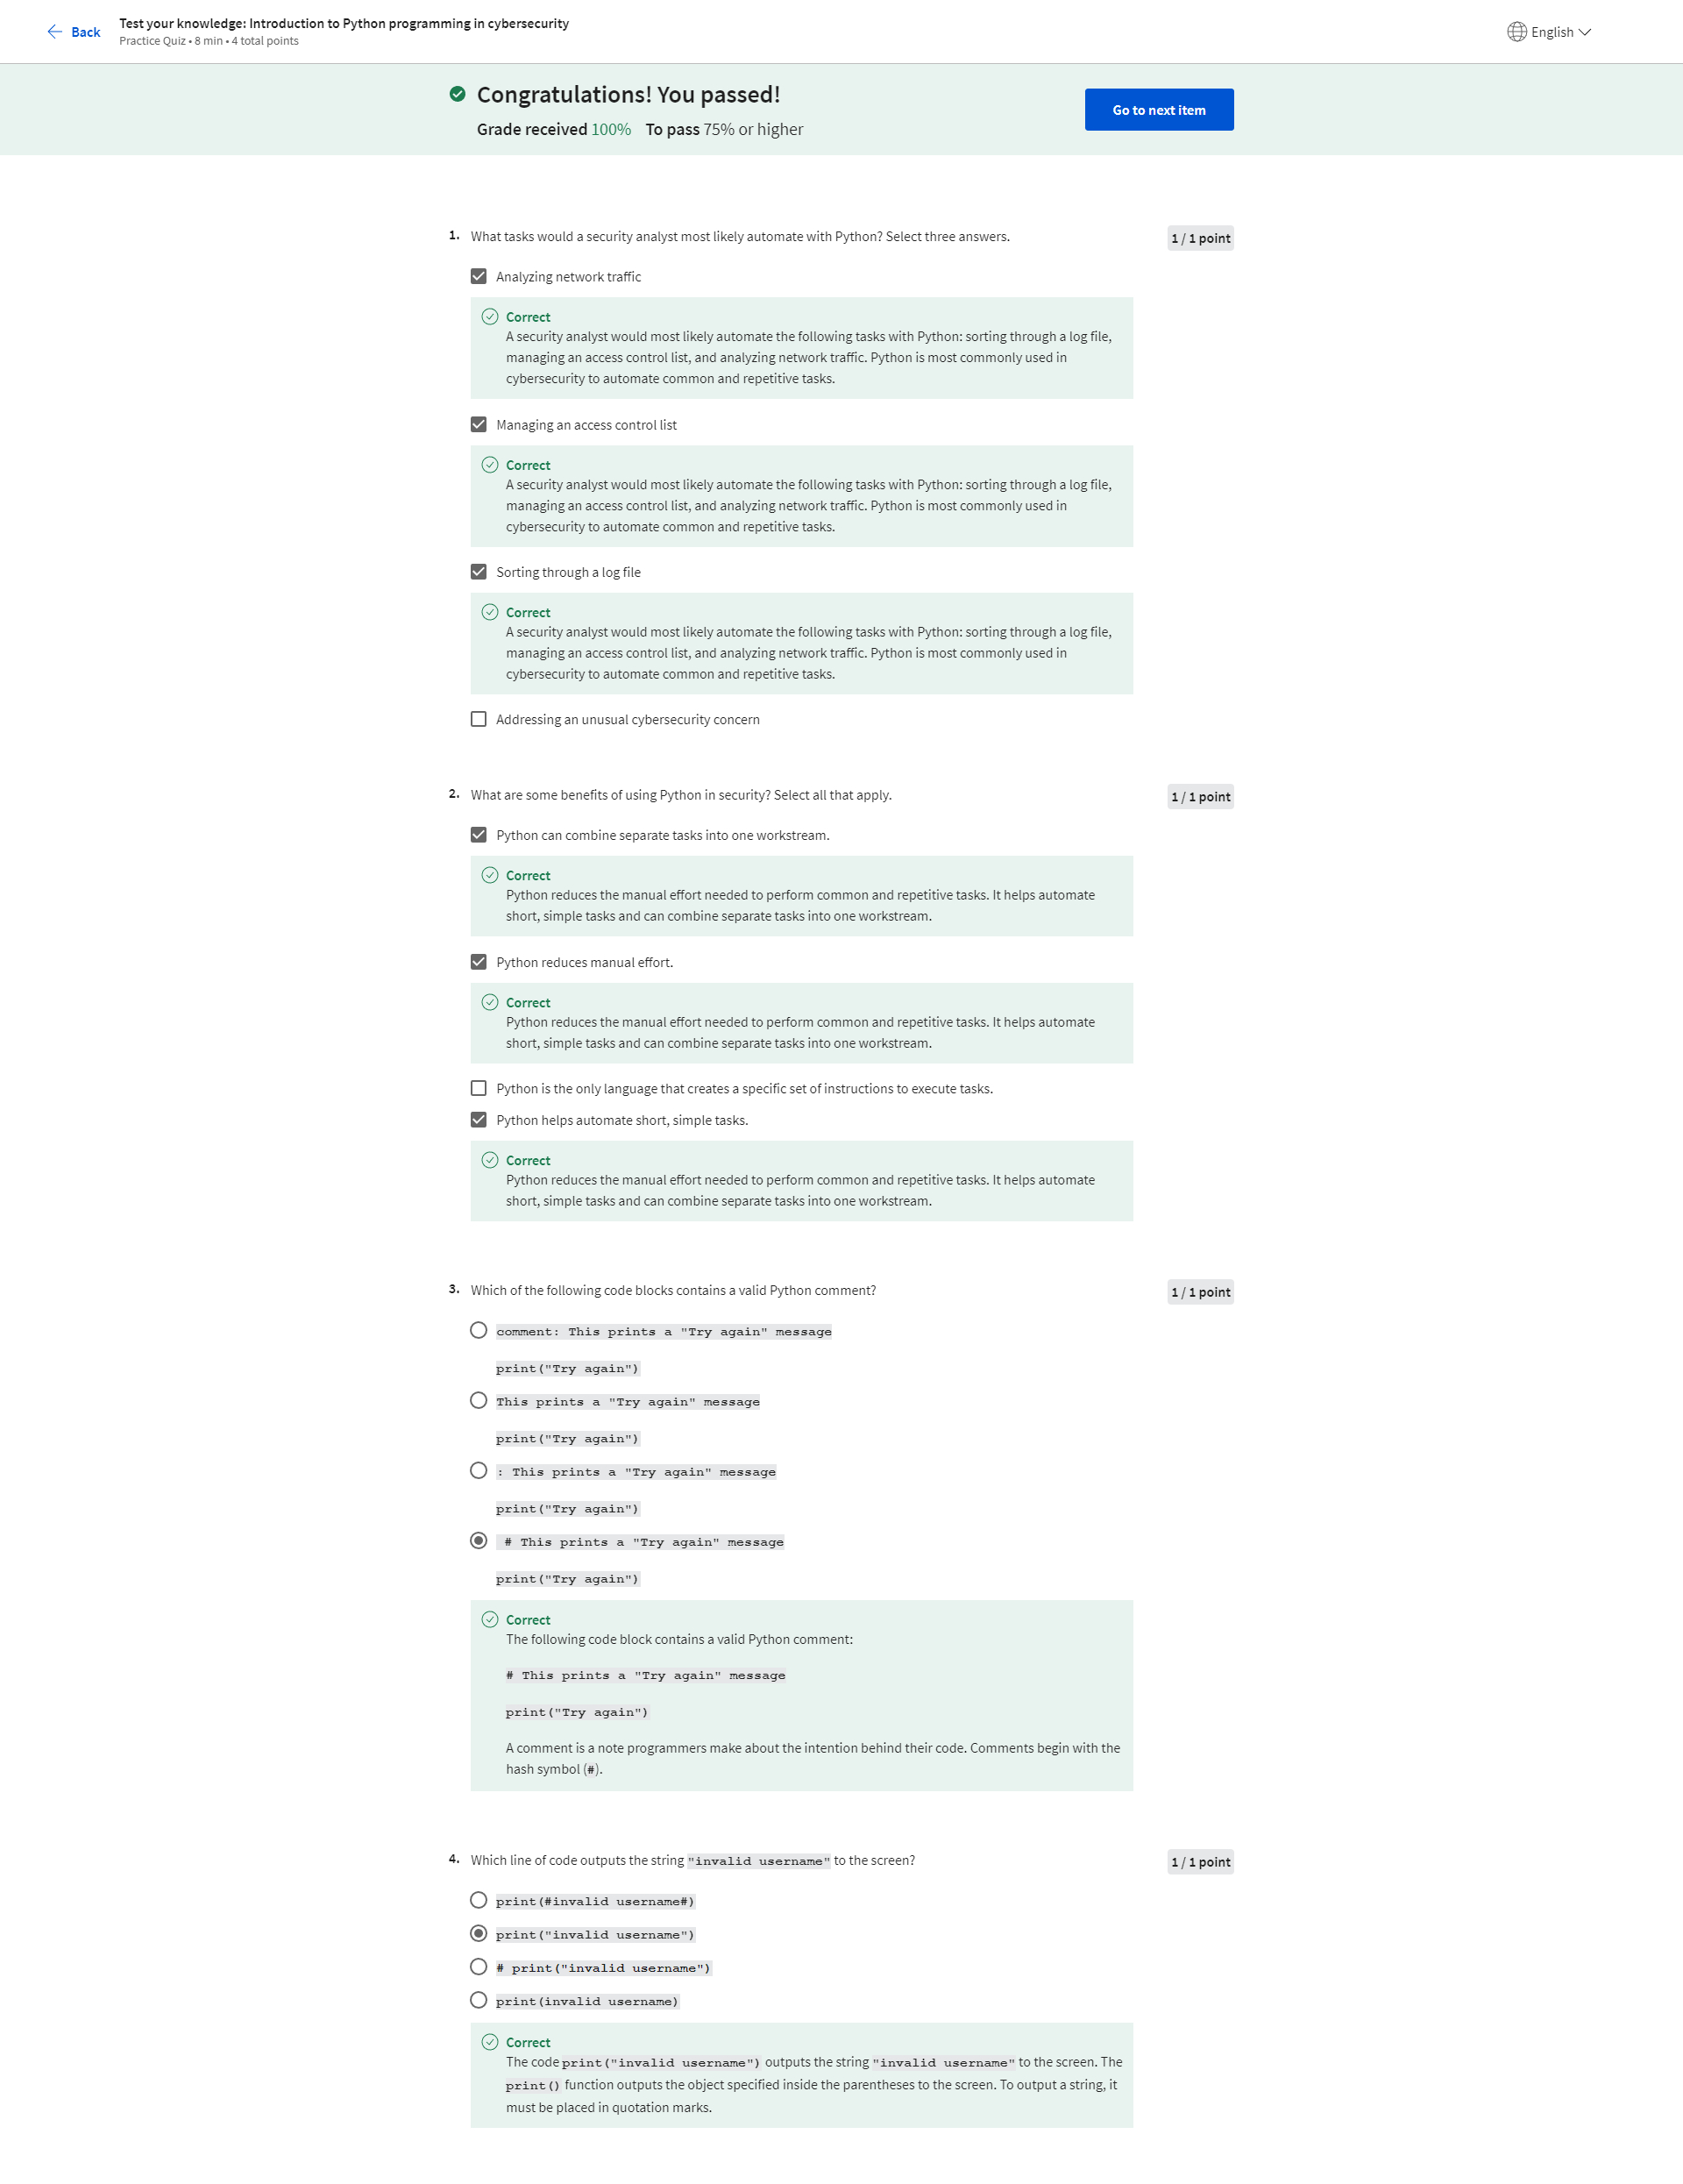 Back
Test your knowledge: Introduction to Python programming in cybersecurity
Practice Quiz • 8 min • 4 total points
English
Congratulations! You passed!
Grade received 100% To pass 75% or higher
Go to next item
1. What tasks would a security analyst most likely automate with Python? Select three answers.
1 / 1 point
Analyzing network traffic
Correct
A security analyst would most likely automate the following tasks with Python: sorting through a log file,
managing an access control list, and analyzing network traffic. Python is most commonly used in
cybersecurity to automate common and repetitive tasks.
Managing an access control list
Correct
A security analyst would most likely automate the following tasks with Python: sorting through a log file,
managing an access control list, and analyzing network traffic. Python is most commonly used in
cybersecurity to automate common and repetitive tasks.
Sorting through a log file
Correct
A security analyst would most likely automate the following tasks with Python: sorting through a log file,
managing an access control list, and analyzing network traffic. Python is most commonly used in
cybersecurity to automate common and repetitive tasks.
Addressing an unusual cybersecurity concern
2. What are some benefits of using Python in security? Select all that apply.
1 / 1 point
Python can combine separate tasks into one workstream.
Correct
Python reduces the manual effort needed to perform common and repetitive tasks. It helps automate
short, simple tasks and can combine separate tasks into one workstream.
Python reduces manual effort.
Correct
Python reduces the manual effort needed to perform common and repetitive tasks. It helps automate
short, simple tasks and can combine separate tasks into one workstream.
Python is the only language that creates a specific set of instructions to execute tasks.
Python helps automate short, simple tasks.
Correct
Python reduces the manual effort needed to perform common and repetitive tasks. It helps automate
short, simple tasks and can combine separate tasks into one workstream.
3. Which of the following code blocks contains a valid Python comment?
1 / 1 point
comment: This prints a "Try again" message
print("Try again")
This prints a "Try again" message
print("Try again")
: This prints a "Try again" message
print("Try again")
# This prints a "Try again" message
print("Try again")
Correct
The following code block contains a valid Python comment:
# This prints a "Try again" message
print("Try again")
A comment is a note programmers make about the intention behind their code. Comments begin with the
hash symbol (#).
4. Which line of code outputs the string "invalid username" to the screen?
1 / 1 point
print(#invalid username#)
print("invalid username")
# print("invalid username")
print(invalid username)
Correct
The code print("invalid username") outputs the string "invalid username" to the screen. The
print() function outputs the object specified inside the parentheses to the screen. To output a string, it
must be placed in quotation marks.